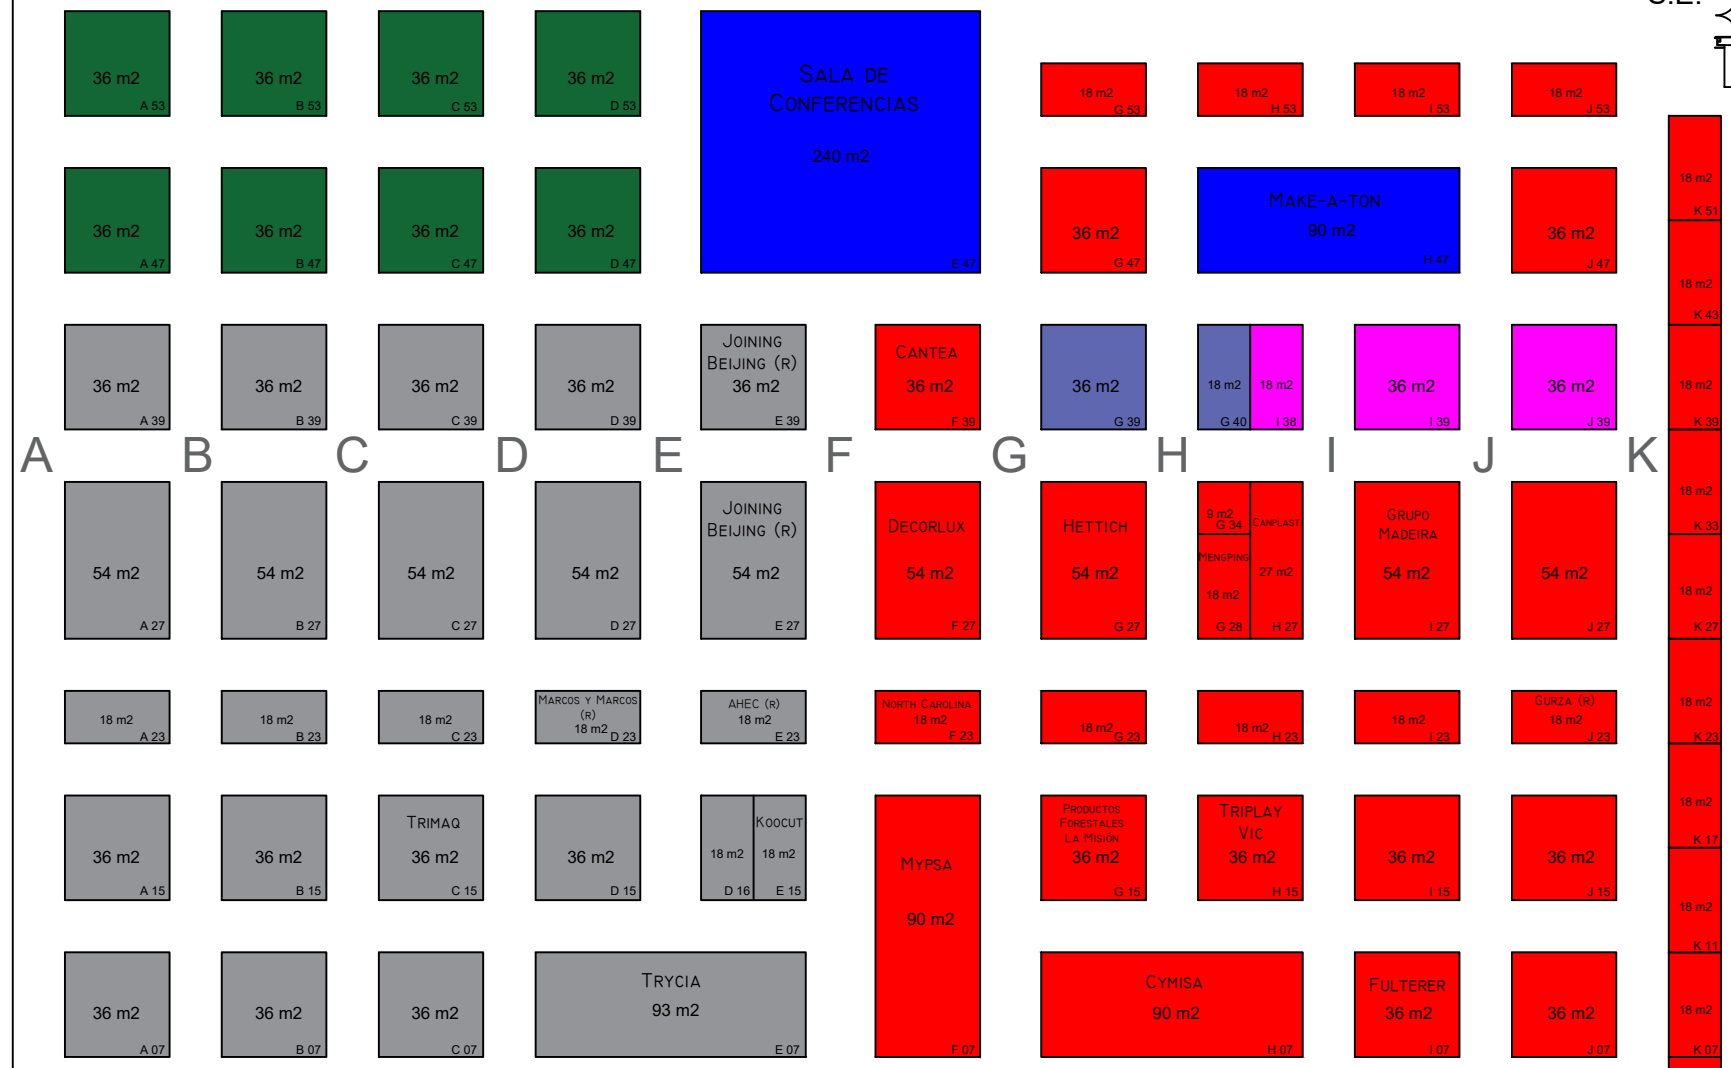 36 m2
A 53
36 m2
B 53
36 m2
C 53
36 m2
D 53
SALA DE
CONFERENCIAS
240 m2
E 47
18 m2
G 53
18 m2
H 53
18 m2
I 53
18 m2
J 53
36 m2
A 47
36 m2
B 47
36 m2
C 47
36 m2
D 47
36 m2
G 47
MAKE-A-TON
90 m2
H 47
36 m2
J 47
18 m2
K 51
18 m2
K 43
36 m2
A 39
36 m2
B 39
36 m2
C 39
36 m2
D 39
JOINING
BEIJING (R)
36 m2
E 39
CANTEA
36 m2
F 39
36 m2
G 39
18 m2
G 40
18 m2
I 38
36 m2
I 39
36 m2
J 39
18 m2
K 39
A
B
C
D
E
F
G
H
I
J
K
54 m2
A 27
54 m2
B 27
54 m2
C 27
54 m2
D 27
JOINING
BEIJING (R)
54 m2
E 27
DECORLUX
54 m2
F 27
HETTICH
54 m2
G 27
9 m2
G 34
MENGPING
18 m2
G 28
CANPLAST
27 m2
H 27
GRUPO
MADEIRA
54 m2
I 27
54 m2
J 27
18 m2
K 33
18 m2
K 27
18 m2
A 23
18 m2
B 23
18 m2
C 23
MARCOS Y MARCOS
(R)
18 m2
D 23
AHEC (R)
18 m2
E 23
NORTH CAROLINA
18 m2
F 23
18 m2
G 23
18 m2
H 23
18 m2
I 23
GURZA (R)
18 m2
J 23
18 m2
K 23
36 m2
A 15
36 m2
B 15
TRIMAQ
36 m2
C 15
36 m2
D 15
18 m2
D 16
KOOCUT
18 m2
E 15
MYPSA
90 m2
F 07
PRODUCTOS
FORESTALES
LA MISIÓN
36 m2
G 15
TRIPLAY
VIC
36 m2
H 15
36 m2
I 15
36 m2
J 15
18 m2
K 17
18 m2
K 11
36 m2
A 07
36 m2
B 07
36 m2
C 07
TRYCIA
93 m2
E 07
CYMISA
90 m2
H 07
FULTERER
36 m2
I 07
36 m2
J 07
18 m2
K 07